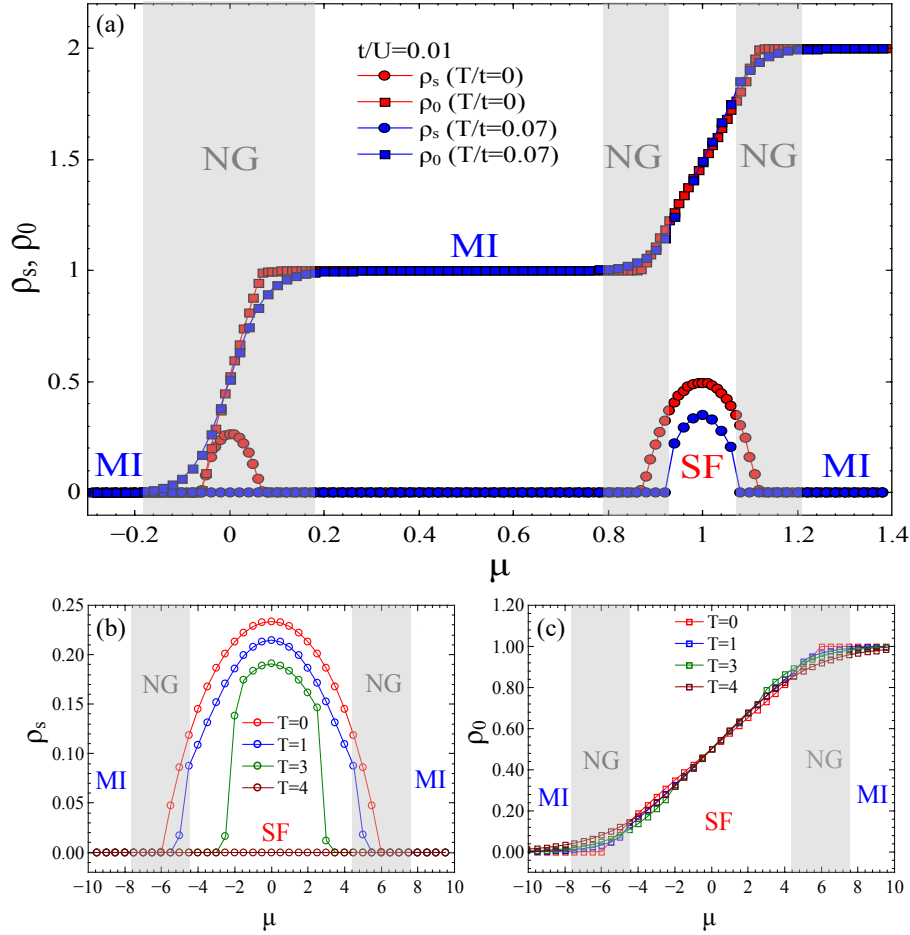 (a)
t/U=0.01
ρs (T/t=0)
ρ0 (T/t=0)
ρs (T/t=0.07)
ρ0 (T/t=0.07)
NG
NG
NG
MI
MI
SF
MI
ρs, ρ0
2
1.5
1
0.5
0
−0.2 0 0.2 0.4 0.6 0.8 1 1.2 1.4
μ
(b)
NG
NG
T=0
T=1
T=3
T=4
MI
MI
SF
ρs
0.25
0.20
0.15
0.10
0.05
0.00
−10 −8 −6 −4 −2 0 2 4 6 8 10
μ
(c)
T=0
T=1
T=3
T=4
NG
NG
MI
MI
SF
ρ0
1.20
1.00
0.80
0.60
0.40
0.20
0.00
−10 −8 −6 −4 −2 0 2 4 6 8 10
μ